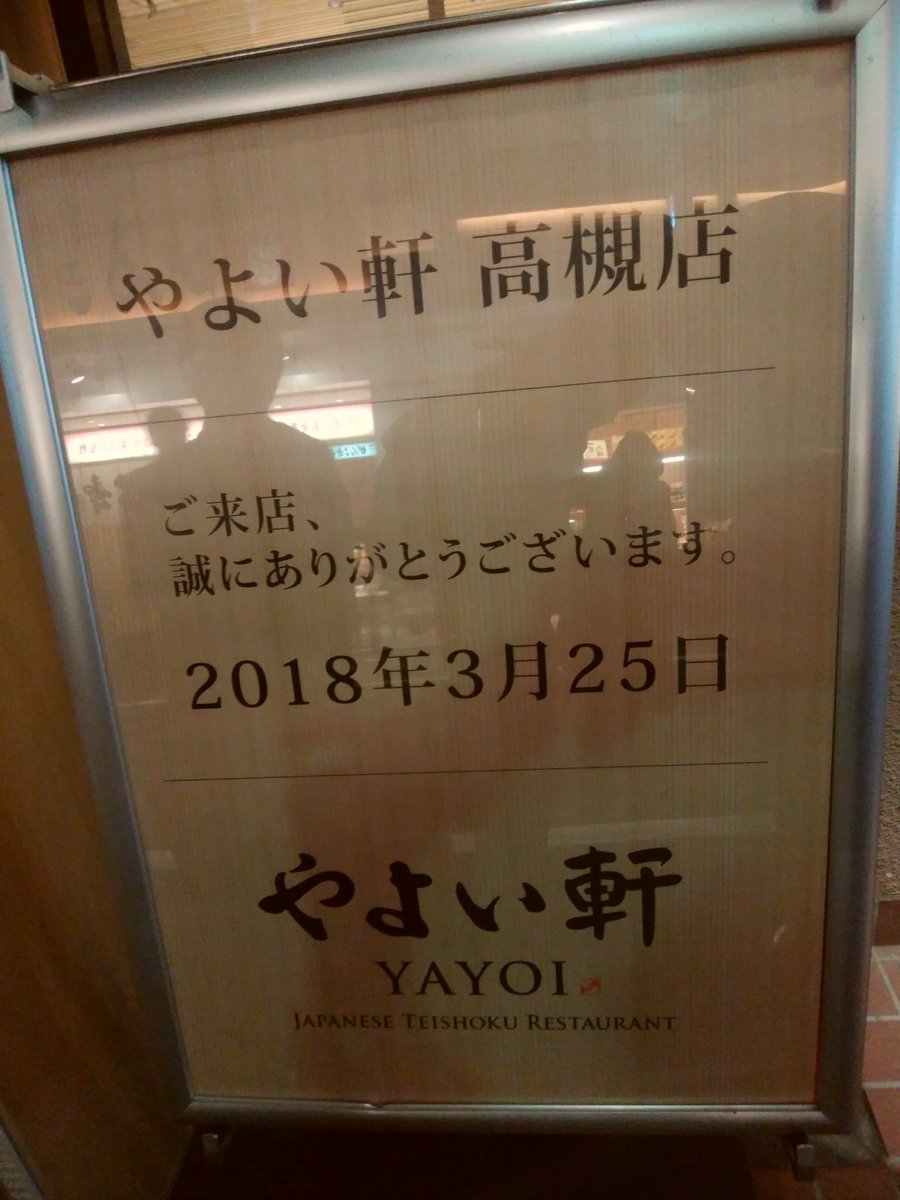 やよい軒 高槻店
ご来店、
誠にありがとうございます。
2018年3月25日
やよい軒
YAYOI
JAPANESE TEISHOKU RESTAURANT